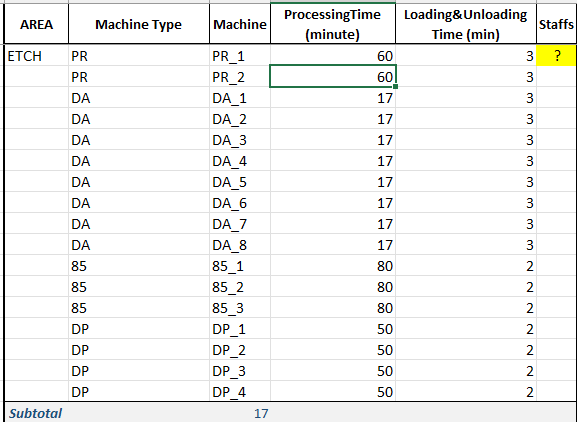 AREA Machine Type Machine ProcessingTime (minute) Loading&Unloading Time (min) Staffs
ETCH PR PR_1 60 3 ?
PR PR_2 60 3
DA DA_1 17 3
DA DA_2 17 3
DA DA_3 17 3
DA DA_4 17 3
DA DA_5 17 3
DA DA_6 17 3
DA DA_7 17 3
DA DA_8 17 3
85 85_1 80 2
85 85_2 80 2
85 85_3 80 2
DP DP_1 50 2
DP DP_2 50 2
DP DP_3 50 2
DP DP_4 50 2
Subtotal 17